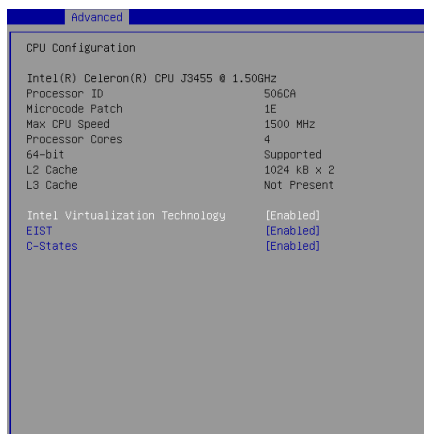 Advanced
CPU Configuration
Intel(R) Celeron(R) CPU J3455 @ 1.50GHz
Processor ID 506CA
Microcode Patch 1E
Max CPU Speed 1500 MHz
Processor Cores 4
64-bit Supported
L2 Cache 1024 kB x 2
L3 Cache Not Present
Intel Virtualization Technology [Enabled]
EIST [Enabled]
C-States [Enabled]